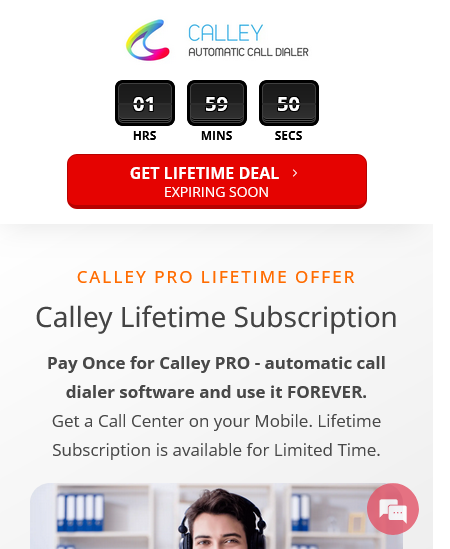 CALLEY
AUTOMATIC CALL DIALER
01 59 50
HRS MINS SECS
GET LIFETIME DEAL
EXPIRING SOON
CALLEY PRO LIFETIME OFFER
Calley Lifetime Subscription
Pay Once for Calley PRO - automatic call
dialer software and use it FOREVER.
Get a Call Center on your Mobile. Lifetime
Subscription is available for Limited Time.